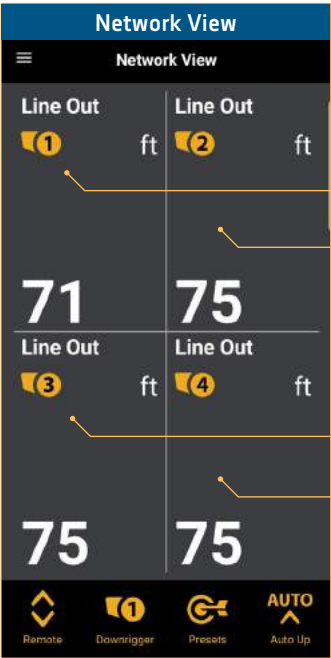 Network View
Network View
Line Out Line Out
1 ft 2 ft
71 75
Line Out Line Out
3 ft 4 ft
75 75
1 AUTO
Remote Downrigger Presets Auto Up